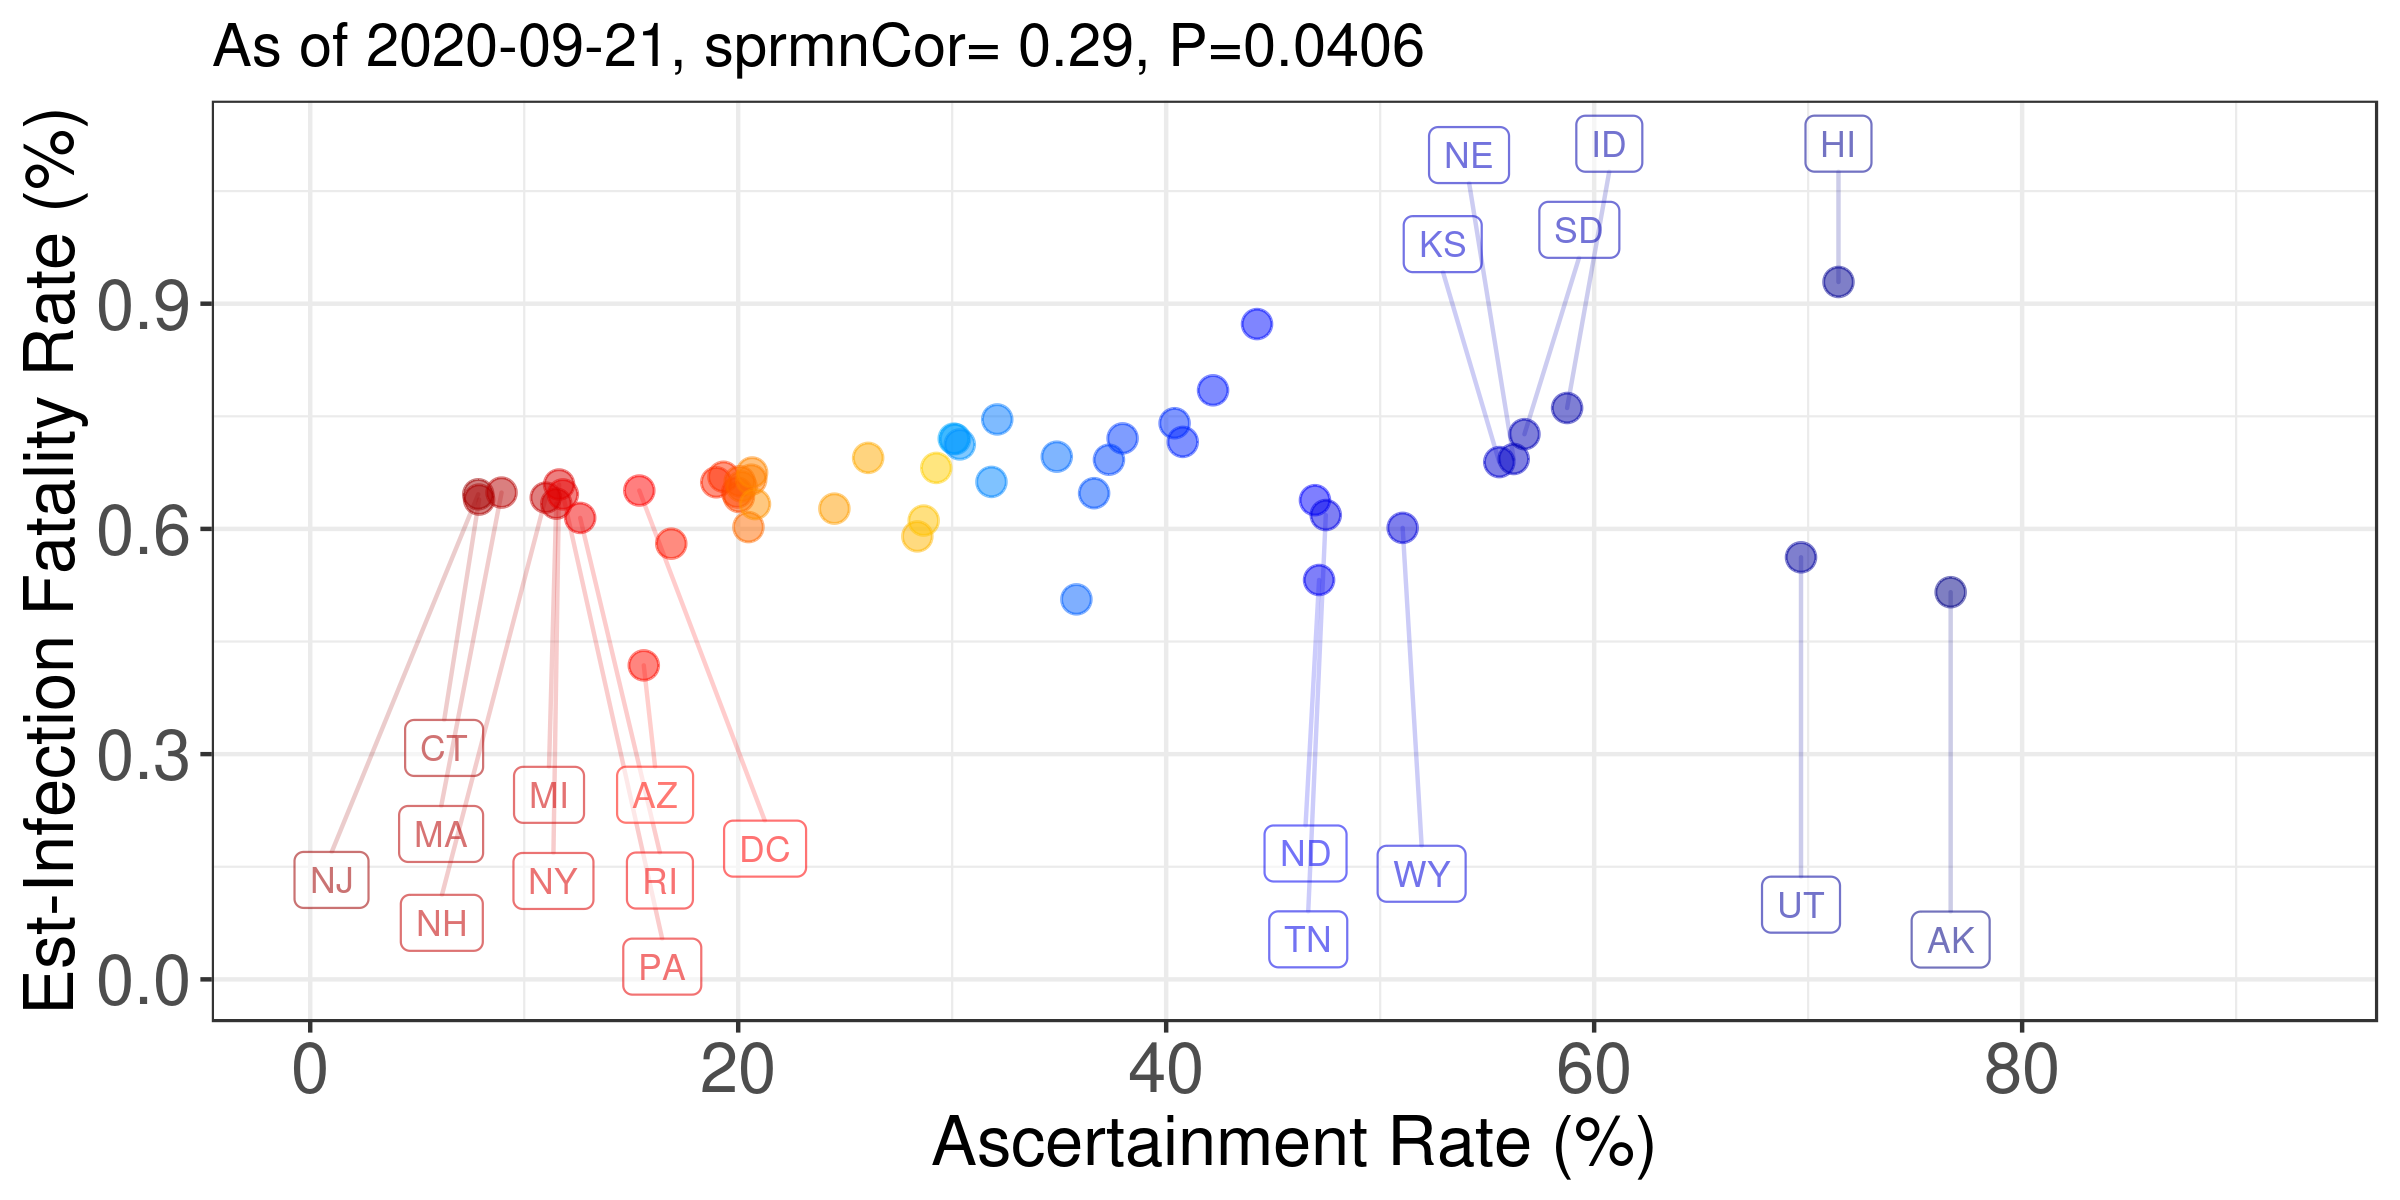 As of 2020-09-21, sprmnCor= 0.29, P=0.0406
Est-Infection Fatality Rate (%)
0.9
0.6
0.3
0.0
NE
ID
HI
KS
SD
CT
MI
AZ
MA
DC
NJ
NY
RI
NH
PA
ND
WY
TN
UT
AK
0
20
40
60
80
Ascertainment Rate (%)